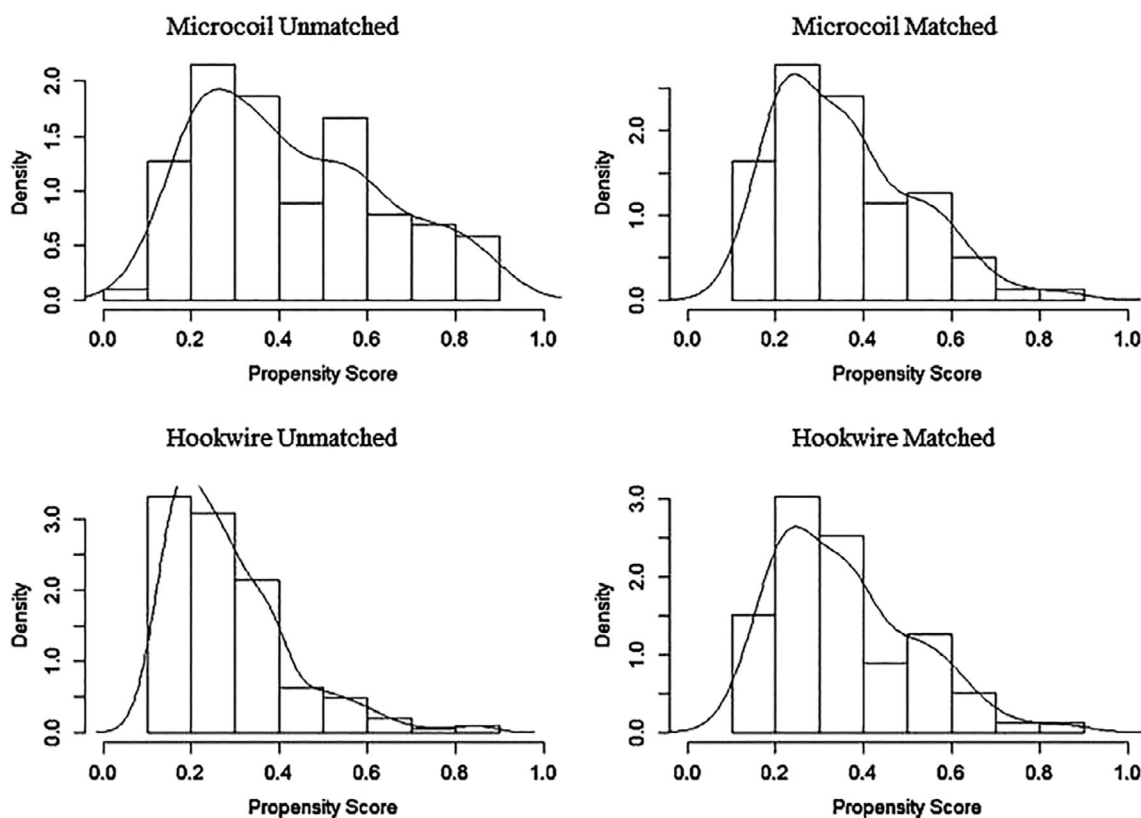 Microcoil Unmatched
Density
0.0 0.5 1.0 1.5 2.0
0.0 0.2 0.4 0.6 0.8 1.0
Propensity Score
Microcoil Matched
Density
0.0 1.0 2.0
0.0 0.2 0.4 0.6 0.8 1.0
Propensity Score
Hookwire Unmatched
Density
0.0 1.0 2.0 3.0
0.0 0.2 0.4 0.6 0.8 1.0
Propensity Score
Hookwire Matched
Density
0.0 1.0 2.0 3.0
0.0 0.2 0.4 0.6 0.8 1.0
Propensity Score